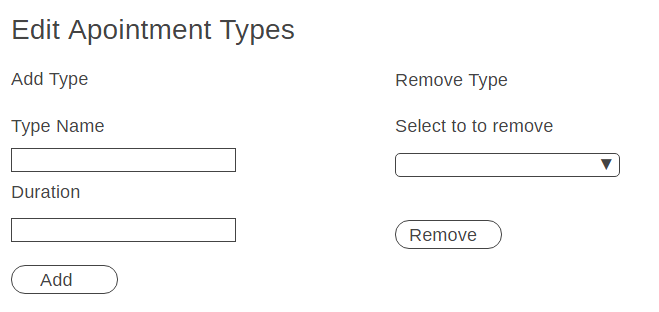 Edit Apointment Types
Add Type
Type Name
Duration
Add
Remove Type
Select to to remove
Remove